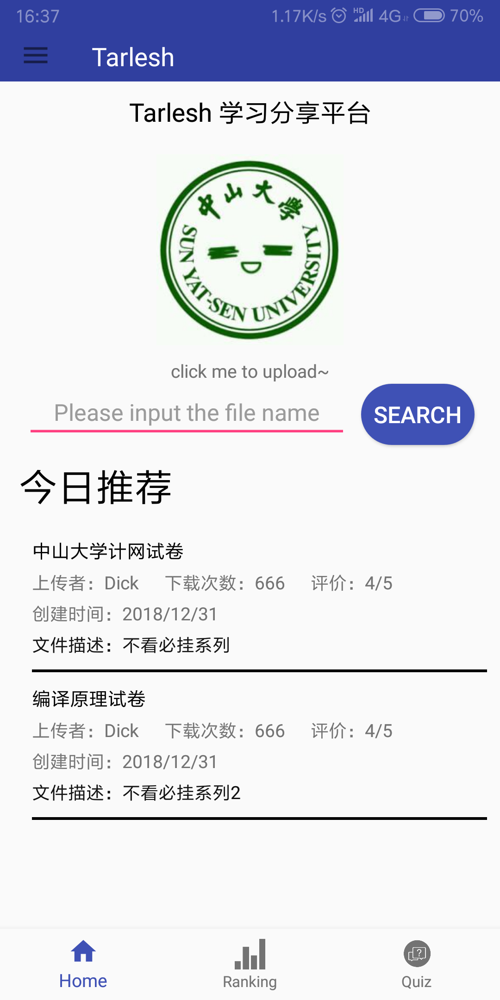 16:37 1.17K/s HD 4G 70%
Tarlesh
Tarlesh 学习分享平台
中山大學
SUN YAT-SEN UNIVERSITY
click me to upload~
Please input the file name
SEARCH
今日推荐
中山大学计网试卷
上传者：Dick 下载次数：666 评价：4/5
创建时间：2018/12/31
文件描述：不看必挂系列
编译原理试卷
上传者：Dick 下载次数：666 评价：4/5
创建时间：2018/12/31
文件描述：不看必挂系列2
Home Ranking Quiz